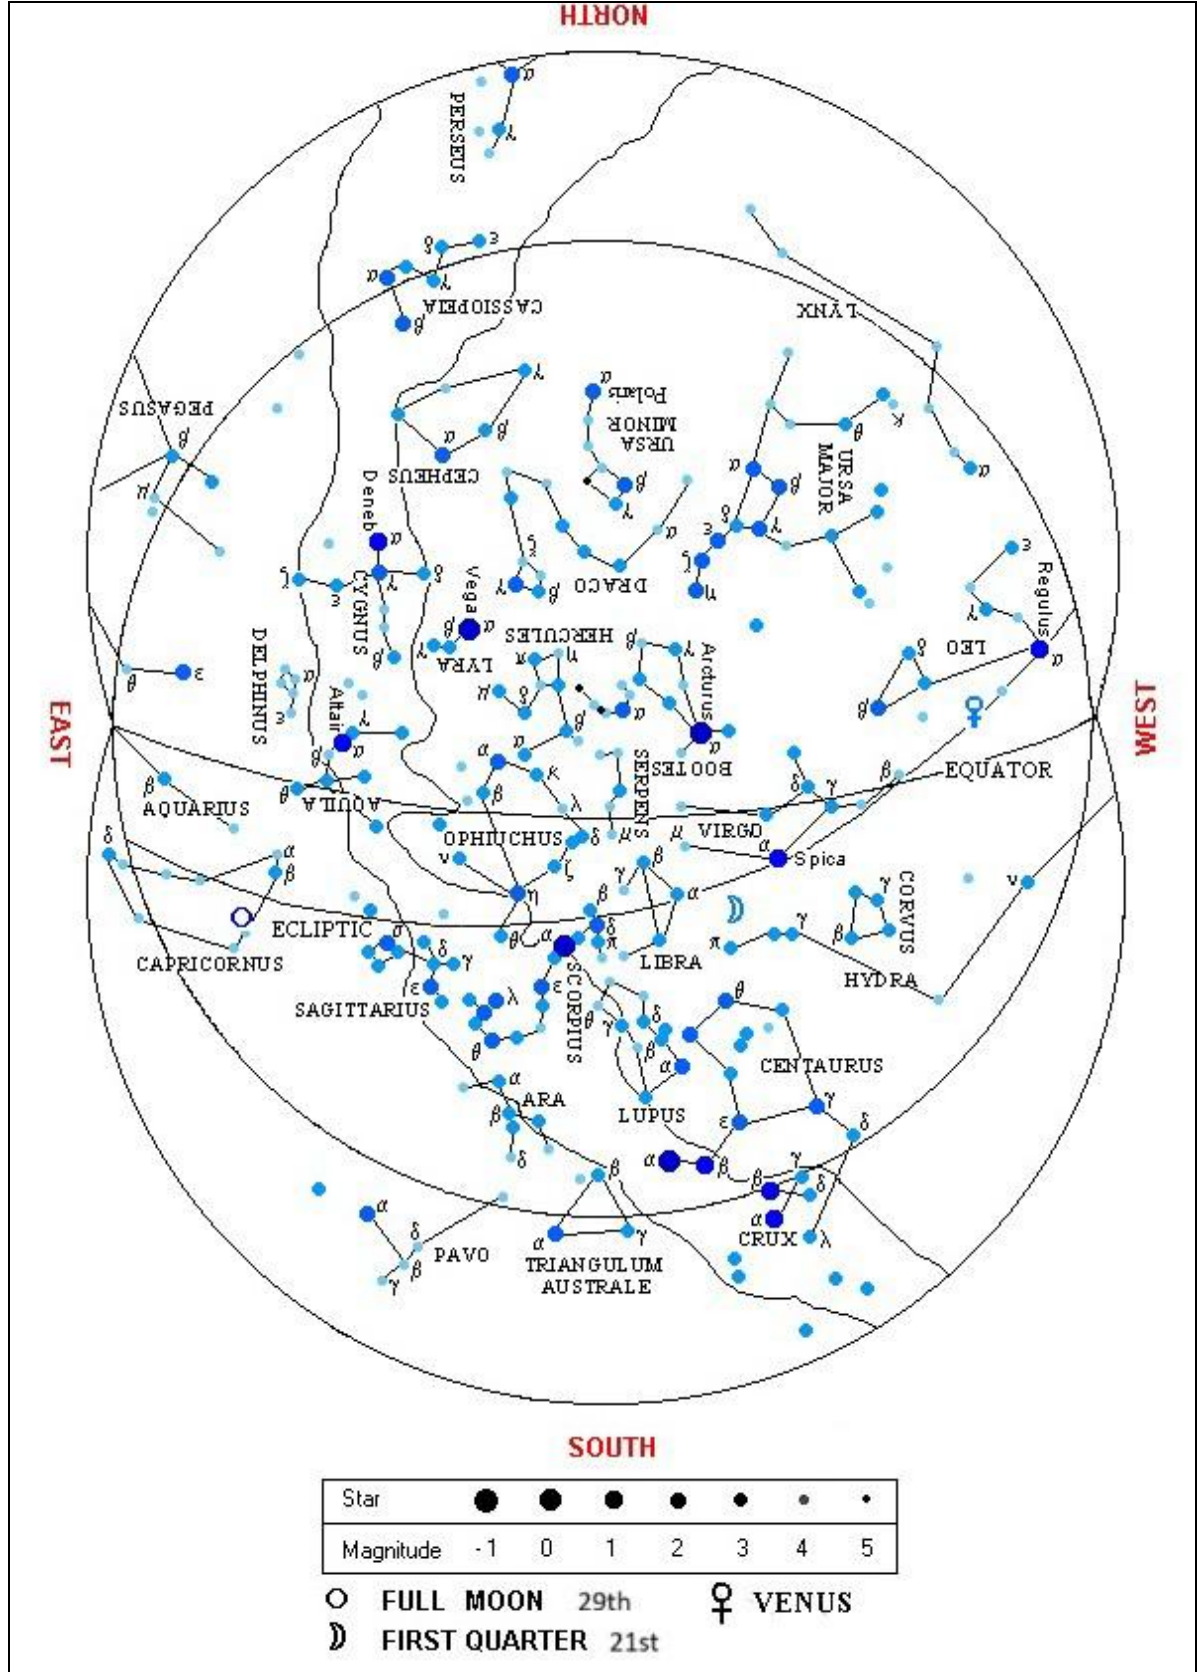 NORTH
α
PERSEUS
γ
δ ε
α
γ
CASSIOPEIA
β
LYNX
γ
α
Polaris
PEGASUS
κ
URSA
MINOR
θ
β
α β
CEPHEUS
URSA
MAJOR
α
α
β
μ
Deneb
β
γ
α
δ γ
ε
α
ζ
ζ
ε
Regulus
DRACO
γ β
η
ζ
ε
γ δ
CYGNUS
Vega
α
β
γ
LYRA
β
HERCULES
π η
β γ
Arcturus
γ
LEO
δ
α
DELPHINUS
α
ε
θ ε
μ
δ
β
α
β
EAST
WEST
Altair
γ
α
β
α
BOOTES
SERPENS
α
α
κ
β
EQUATOR
δ
γ
β
AQUARIUS
θ
AQUILA
β
λ
μ
VIRGO
μ
OPHIUCHUS
δ
α
Spica
δ
α
β
ν
ζ
β
γ
ν
γ
CORVUS
η
α
β
ECLIPTIC
σ
θ
α
δ
π
π
γ
β
CAPRICORNUS
δ
γ
LIBRA
HYDRA
SAGITTARIUS
ε
λ
ε
SCORPIUS
θ
θ
γ
δ
β
θ
α
CENTAURUS
α
ARA
β
LUPUS
ε
γ
δ
δ
α
β
γ
β
β
δ
α
δ
α
CRUX
λ
PAVO
β
γ
α
γ
TRIANGULUM
AUSTRALE
SOUTH
Star
Magnitude -1 0 1 2 3 4 5
FULL MOON 29th ♀ VENUS
FIRST QUARTER 21st